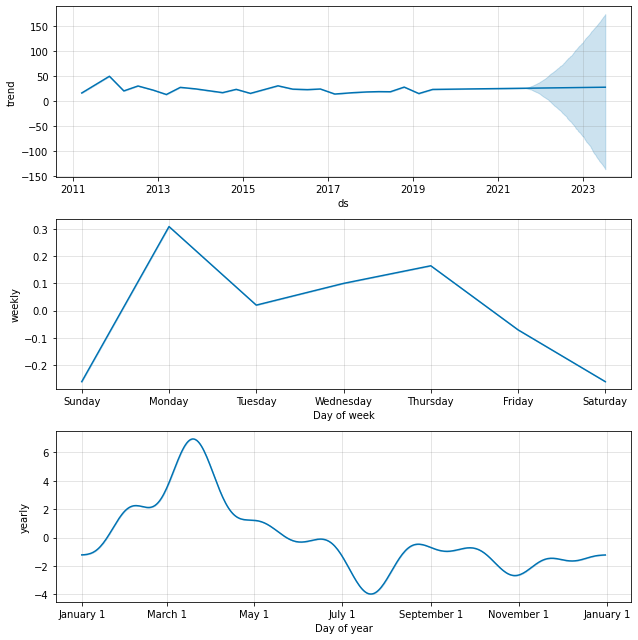 150
100
50
0
−50
−100
−150
trend
2011 2013 2015 2017 2019 2021 2023
ds
0.3
0.2
0.1
0.0
−0.1
−0.2
weekly
Sunday Monday Tuesday Wednesday Thursday Friday Saturday
Day of week
6
4
2
0
−2
−4
yearly
January 1 March 1 May 1 July 1 September 1 November 1 January 1
Day of year